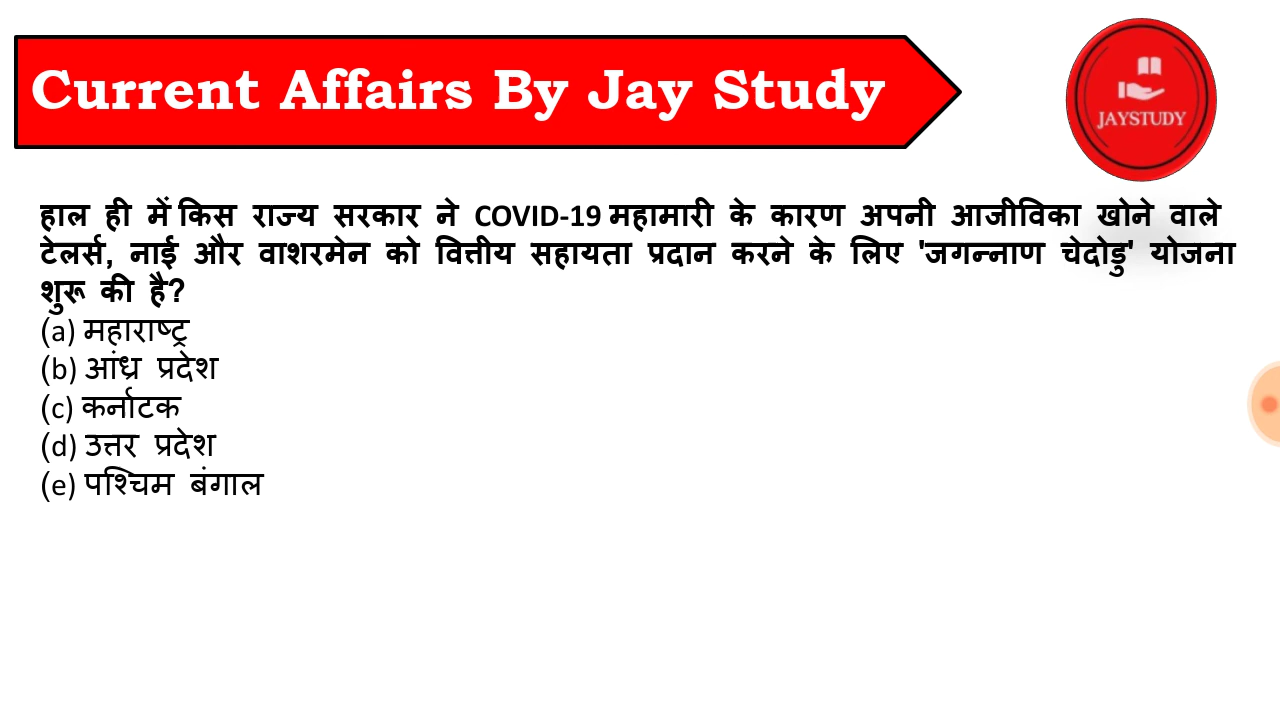 Current Affairs By Jay Study
JAYSTUDY
हाल ही में किस राज्य सरकार ने COVID-19 महामारी के कारण अपनी आजीविका खोने वाले
टेलर्स, नाई और वाशरमेन को वित्तीय सहायता प्रदान करने के लिए 'जगन्नाण चेदोडु' योजना
शुरू की है?
(a) महाराष्ट्र
(b) आंध्र प्रदेश
(c) कर्नाटक
(d) उत्तर प्रदेश
(e) पश्चिम बंगाल